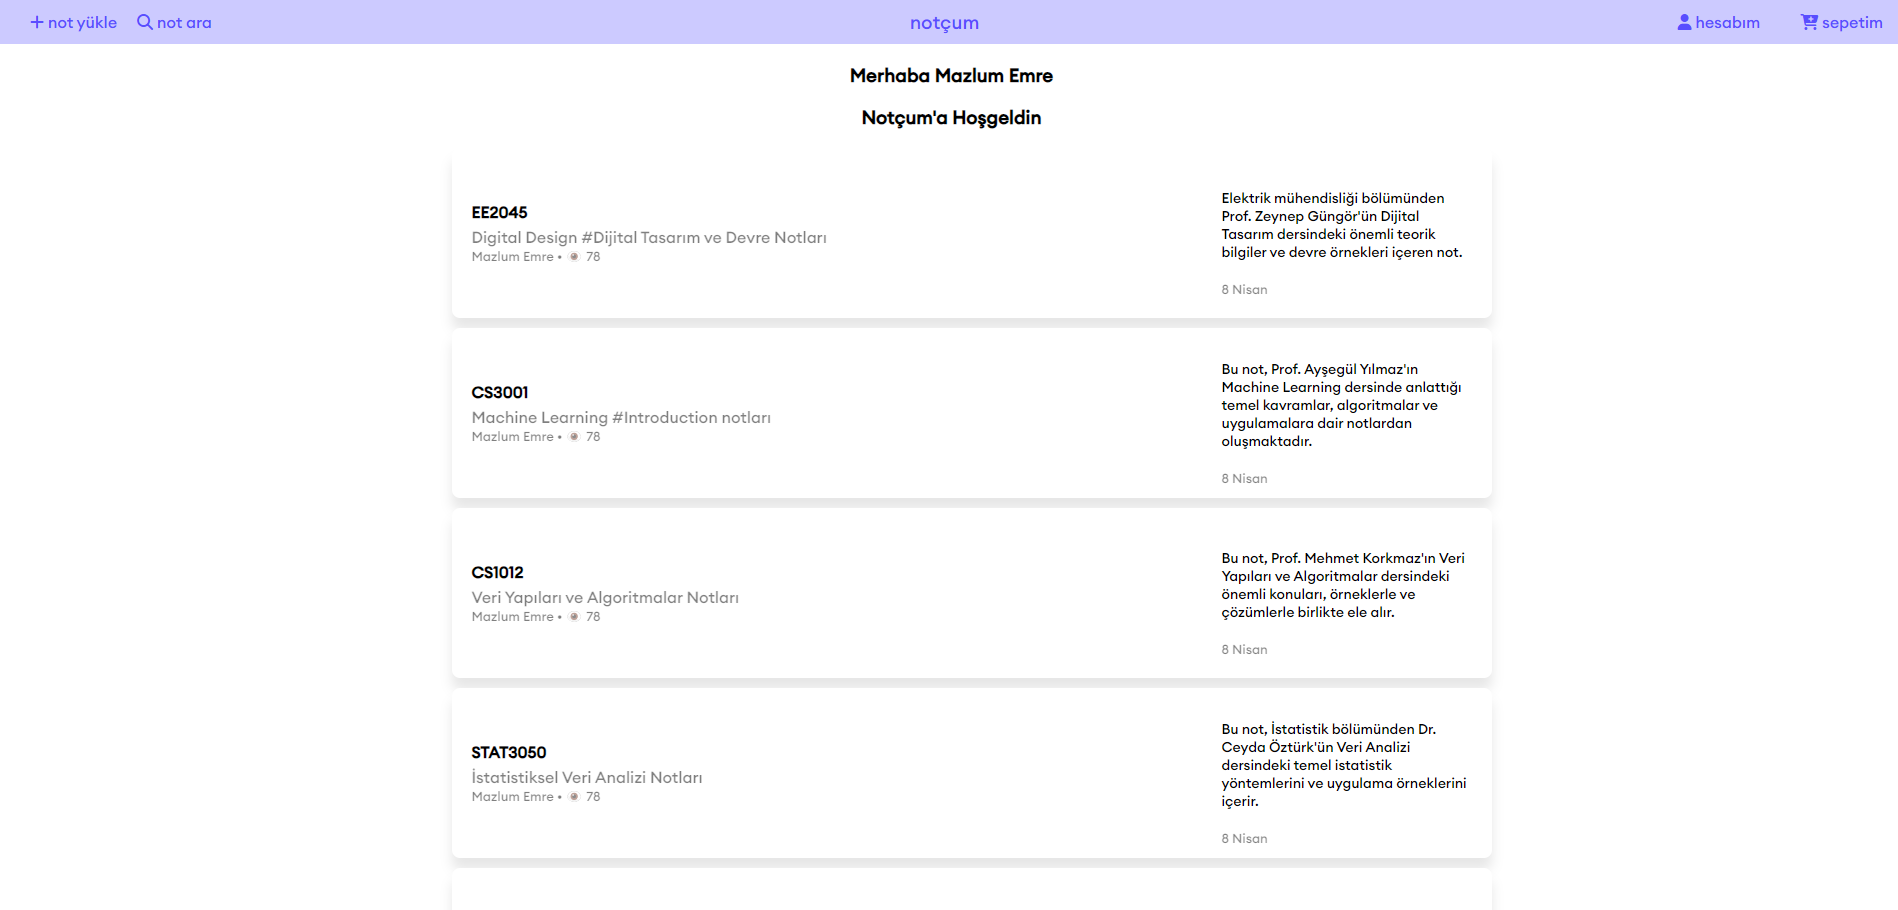 not yükle
not ara
notçum
hesabım
sepetim
Merhaba Mazlum Emre
Notçum'a Hoşgeldin
EE2045
Digital Design #Dijital Tasarım ve Devre Notları
Mazlum Emre • 78
Elektrik mühendisliği bölümünden
Prof. Zeynep Güngör'ün Dijital
Tasarım dersindeki önemli teorik
bilgiler ve devre örnekleri içeren not.
8 Nisan
CS3001
Machine Learning #Introduction notları
Mazlum Emre • 78
Bu not, Prof. Ayşegül Yılmaz'ın
Machine Learning dersinde anlattığı
temel kavramlar, algoritmalar ve
uygulamalara dair notlardan
oluşmaktadır.
8 Nisan
CS1012
Veri Yapıları ve Algoritmalar Notları
Mazlum Emre • 78
Bu not, Prof. Mehmet Korkmaz'ın Veri
Yapıları ve Algoritmalar dersindeki
önemli konuları, örneklerle ve
çözümlerle birlikte ele alır.
8 Nisan
STAT3050
İstatistiksel Veri Analizi Notları
Mazlum Emre • 78
Bu not, İstatistik bölümünden Dr.
Ceyda Öztürk'ün Veri Analizi
dersindeki temel istatistik
yöntemlerini ve uygulama örneklerini
içerir.
8 Nisan